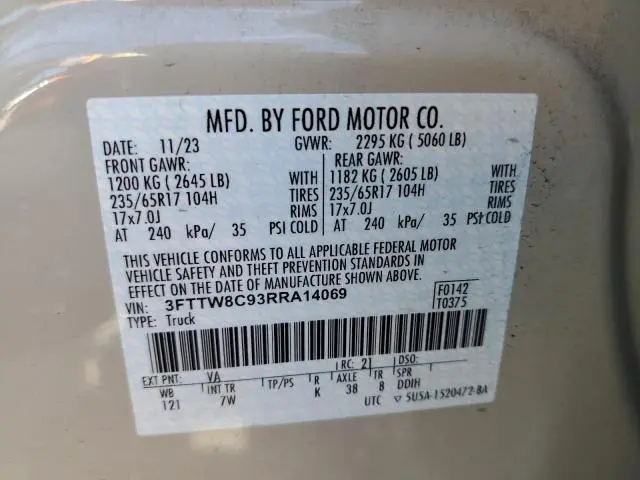 MFD. BY FORD MOTOR CO.
DATE: 11/23 GVWR: 2295 KG ( 5060 LB)
FRONT GAWR: REAR GAWR:
1200 KG ( 2645 LB) WITH 1182 KG ( 2605 LB) WITH
235/65R17 104H TIRES 235/65R17 104H TIRES
17x7.0J RIMS 17x7.0J RIMS
AT 240 kPa/ 35 PSI COLD AT 240 kPa/ 35 PSI COLD
THIS VEHICLE CONFORMS TO ALL APPLICABLE FEDERAL MOTOR
VEHICLE SAFETY AND THEFT PREVENTION STANDARDS IN
EFFECT ON THE DATE OF MANUFACTURE SHOWN ABOVE.
VIN: 3FTTW8C93RRA14069 F0142
TYPE: Truck T0375
EXT PNT: VA RC: 21 DSO:
WB INT TR TP/PS R AXLE TR SPR
121 7W K 38 8 DDIH
UTC ▽ 5U5A-1520472-BA